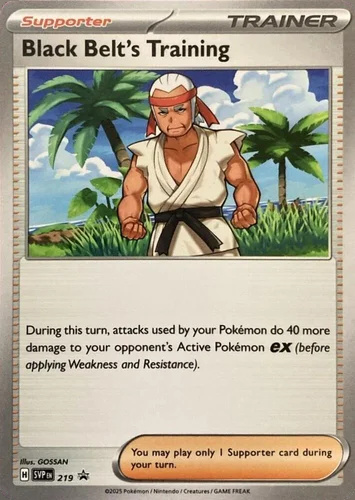 Supporter
TRAINER
Black Belt's Training
During this turn, attacks used by your Pokémon do 40 more
damage to your opponent's Active Pokémon ex (before
applying Weakness and Resistance).
Illus. GOSSAN
H SVP EN 219
You may play only 1 Supporter card during
your turn.
©2025 Pokémon / Nintendo / Creatures / GAME FREAK